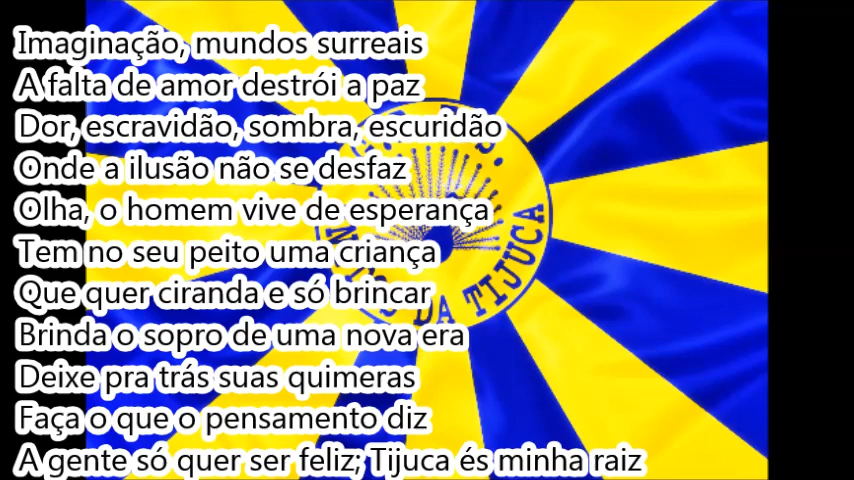 Imaginação, mundos surreais
A falta de amor destrói a paz
Dor, escravidão, sombra, escuridão
Onde a ilusão não se desfaz
Olha, o homem vive de esperança
Tem no seu peito uma criança
Que quer ciranda e só brincar
Brinda o sopro de uma nova era
Deixe pra trás suas quimeras
Faça o que o pensamento diz
A gente só quer ser feliz; Tijuca és minha raiz
DA TIJUCA